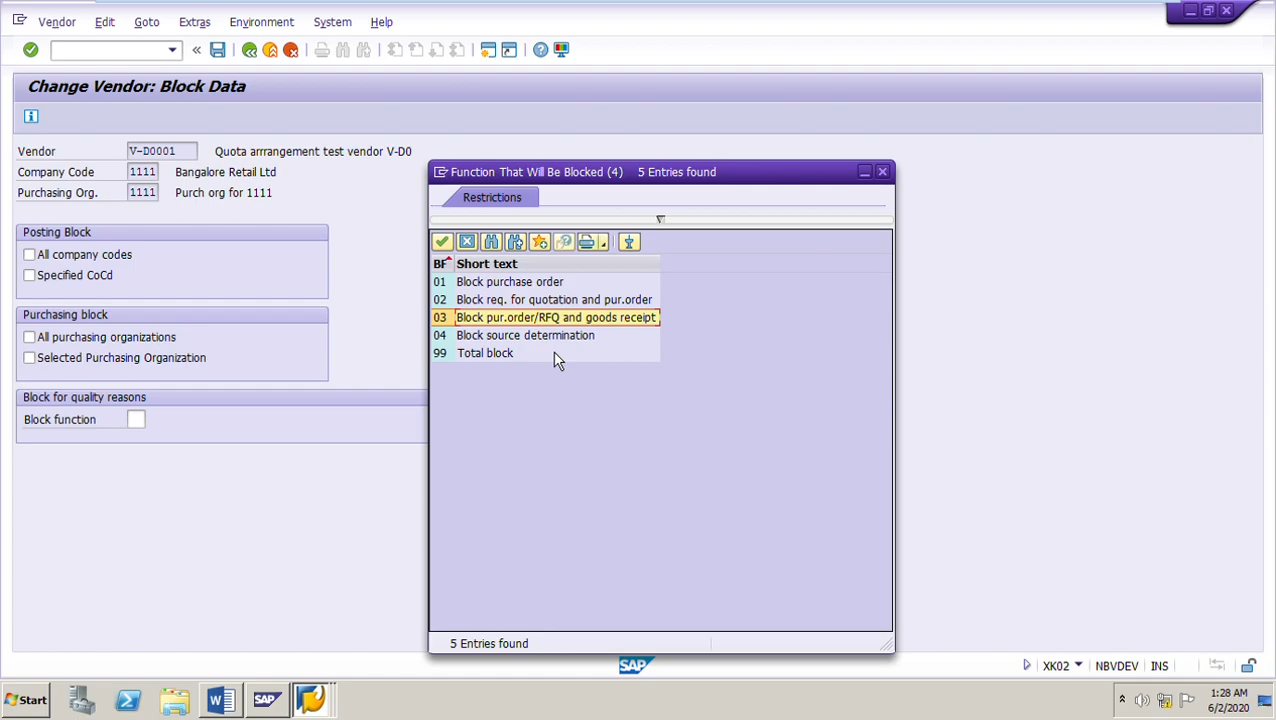 Vendor Edit Goto Extras Environment System Help
Change Vendor: Block Data
Vendor V-D0001 Quota arrrangement test vendor V-D0
Company Code 1111 Bangalore Retail Ltd
Purchasing Org. 1111 Purch org for 1111
Posting Block
All company codes
Specified CoCd
Purchasing block
All purchasing organizations
Selected Purchasing Organization
Block for quality reasons
Block function
Function That Will Be Blocked (4) 5 Entries found
Restrictions
BF Short text
01 Block purchase order
02 Block req. for quotation and pur.order
03 Block pur.order/RFQ and goods receipt
04 Block source determination
99 Total block
5 Entries found
SAP
XK02 NBVDEV INS
Start
SAP
1:28 AM
6/2/2020